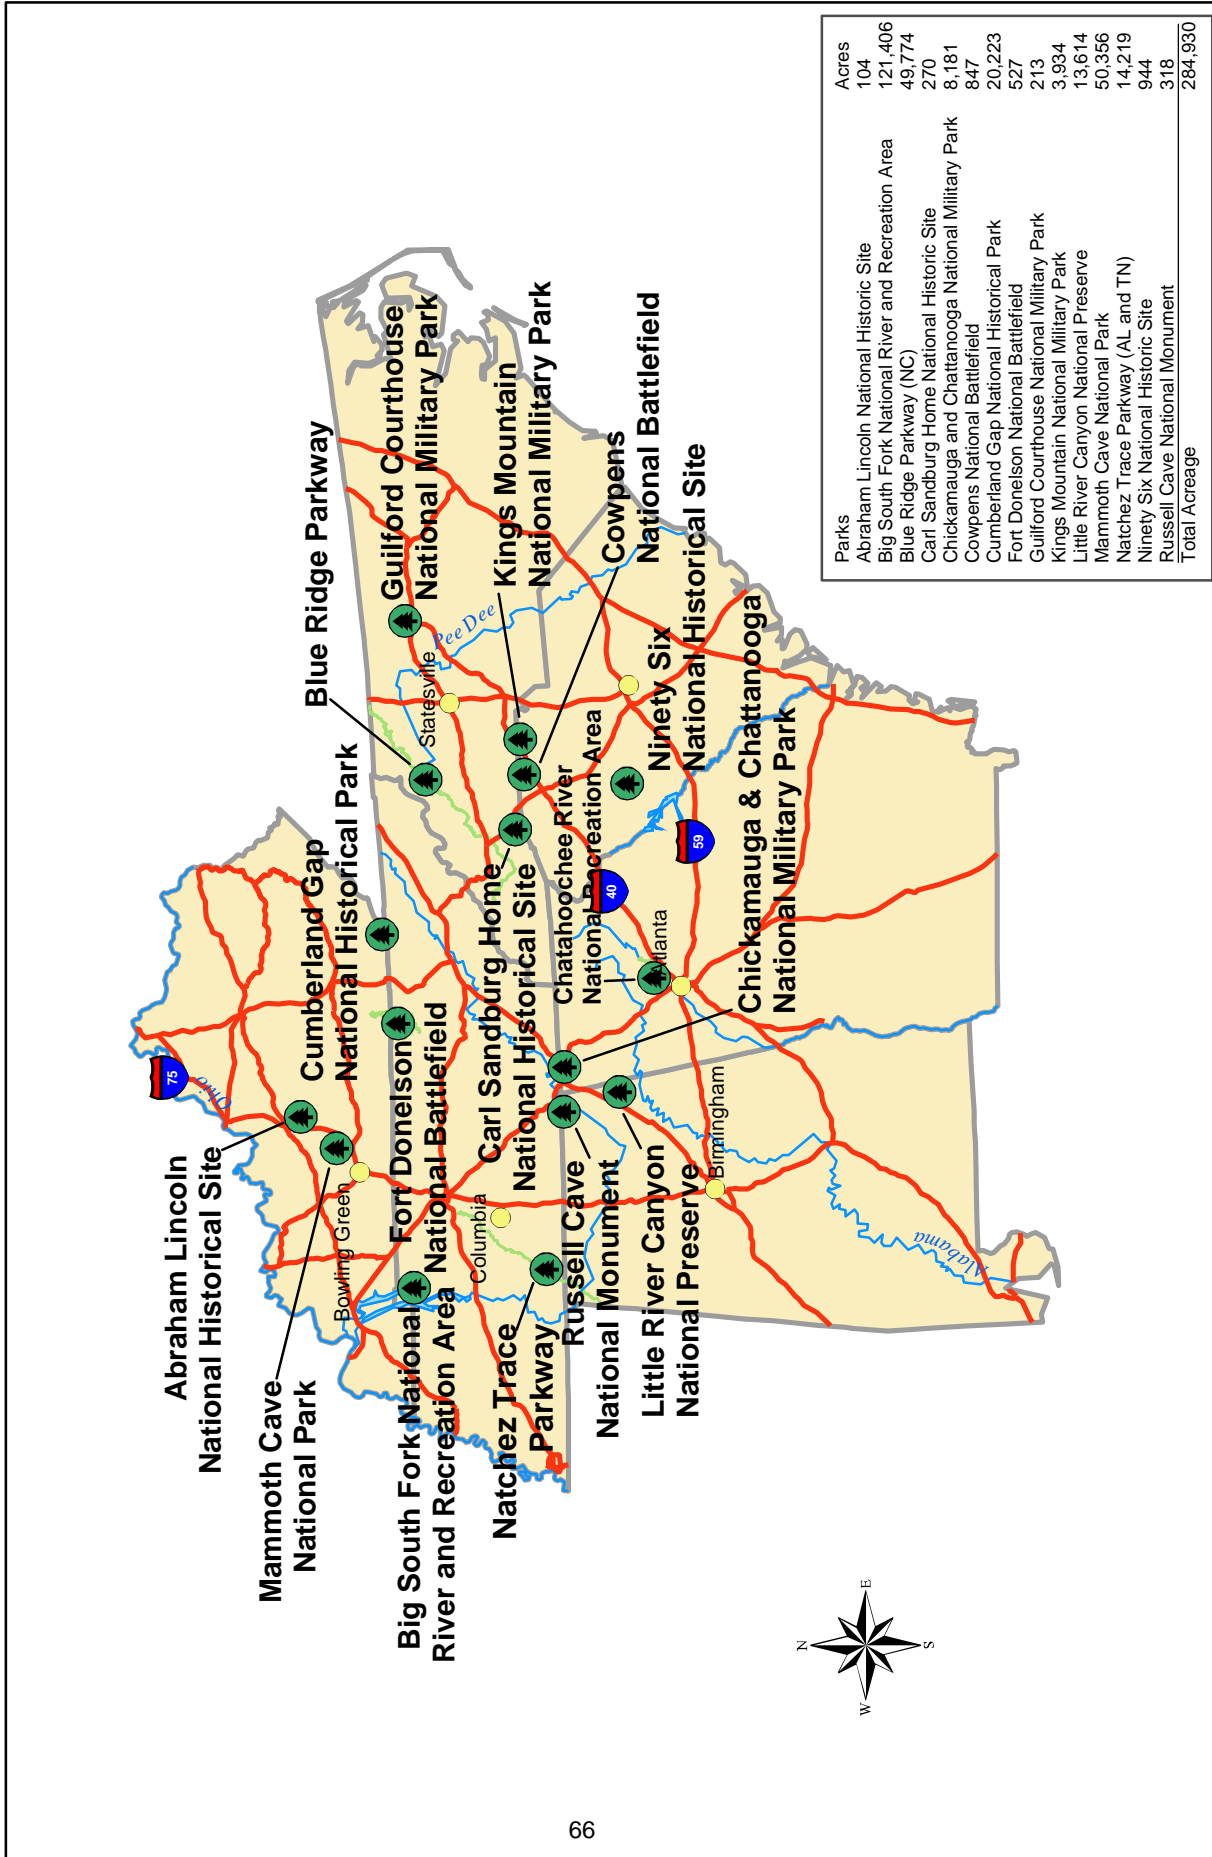 Abraham Lincoln
National Historical Site
Mammoth Cave
National Park
Big South Fork National
River and Recreation Area
Natchez Trace
Parkway
Russell Cave
National Monument
Little River Canyon
National Preserve
Fort Donelson
National Battlefield
Carl Sandburg Home
National Historical Site
Cumberland Gap
National Historical Park
Blue Ridge Parkway
Guilford Courthouse
National Military Park
Kings Mountain
National Military Park
Cowpens
National Battlefield
Ninety Six
National Historical Site
Chickamauga & Chattanooga
National Military Park
Chatahoochee River
National Recreation Area
Bowling Green
Columbia
Birmingham
Atlanta
Statesville
Ohio
Pee Dee
Alabama
75
40
59
N
E
S
W
Parks Acres
Abraham Lincoln National Historic Site 104
Big South Fork National River and Recreation Area 121,406
Blue Ridge Parkway (NC) 49,774
Carl Sandburg Home National Historic Site 270
Chickamauga and Chattanooga National Military Park 8,181
Cowpens National Battlefield 847
Cumberland Gap National Historical Park 20,223
Fort Donelson National Battlefield 527
Guilford Courthouse National Military Park 213
Kings Mountain National Military Park 3,934
Little River Canyon National Preserve 13,614
Mammoth Cave National Park 50,356
Natchez Trace Parkway (AL and TN) 14,219
Ninety Six National Historic Site 944
Russell Cave National Monument 318
Total Acreage 284,930
66